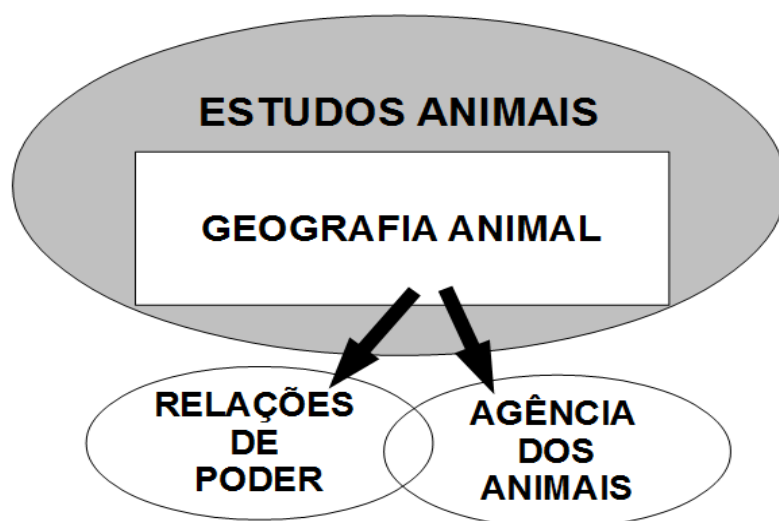 ESTUDOS ANIMAIS
GEOGRAFIA ANIMAL
RELAÇÕES
DE
PODER
AGÊNCIA
DOS
ANIMAIS